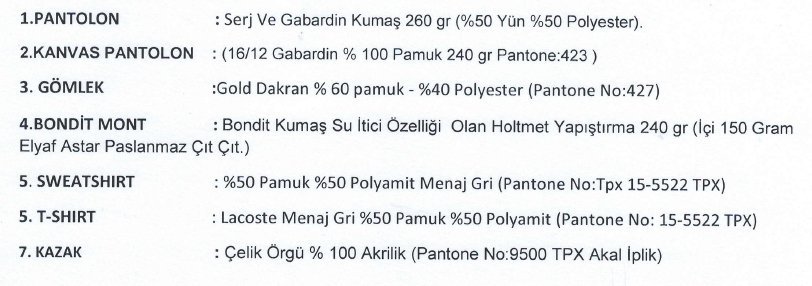 1.PANTOLON : Serj Ve Gabardin Kumaş 260 gr (%50 Yün %50 Polyester).
2.KANVAS PANTOLON : (16/12 Gabardin % 100 Pamuk 240 gr Pantone:423 )
3. GÖMLEK :Gold Dakran % 60 pamuk - %40 Polyester (Pantone No:427)
4.BONDİT MONT : Bondit Kumaş Su İtici Özelliği Olan Holtmet Yapıştırma 240 gr (İçi 150 Gram
Elyaf Astar Paslanmaz Çıt Çıt.)
5. SWEATSHIRT : %50 Pamuk %50 Polyamit Menaj Gri (Pantone No:Tpx 15-5522 TPX)
5. T-SHIRT : Lacoste Menaj Gri %50 Pamuk %50 Polyamit (Pantone No: 15-5522 TPX)
7. KAZAK : Çelik Örgü % 100 Akrilik (Pantone No:9500 TPX Akal İplik)